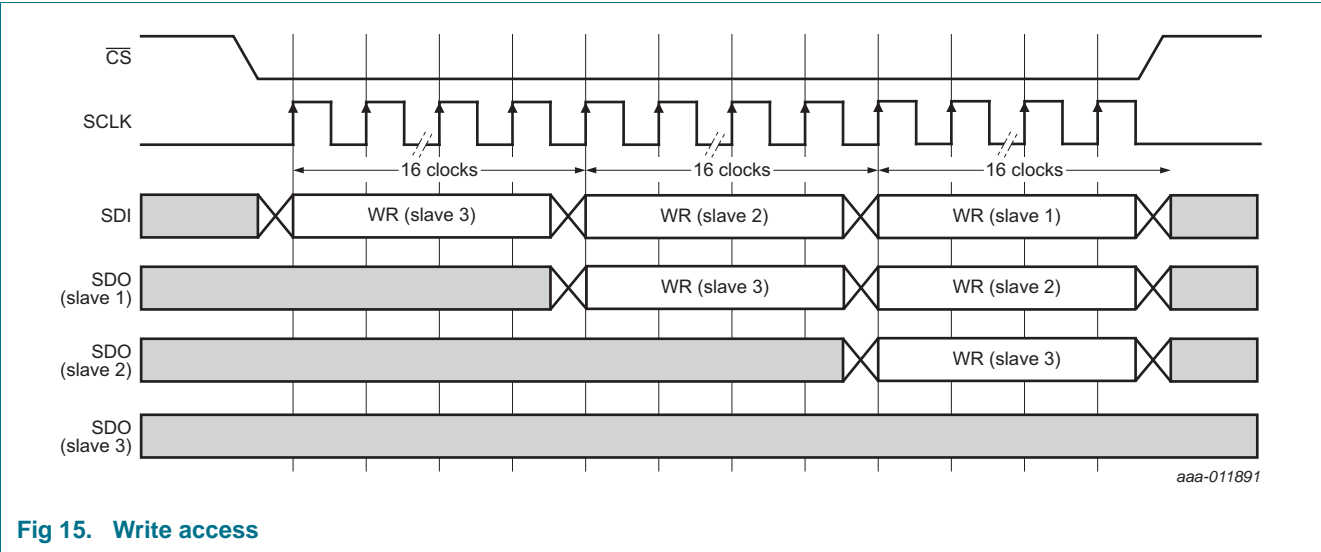 CS
SCLK
16 clocks 16 clocks 16 clocks
SDI WR (slave 3) WR (slave 2) WR (slave 1)
SDO
(slave 1) WR (slave 3) WR (slave 2)
SDO
(slave 2) WR (slave 3)
SDO
(slave 3)
aaa-011891
Fig 15. Write access